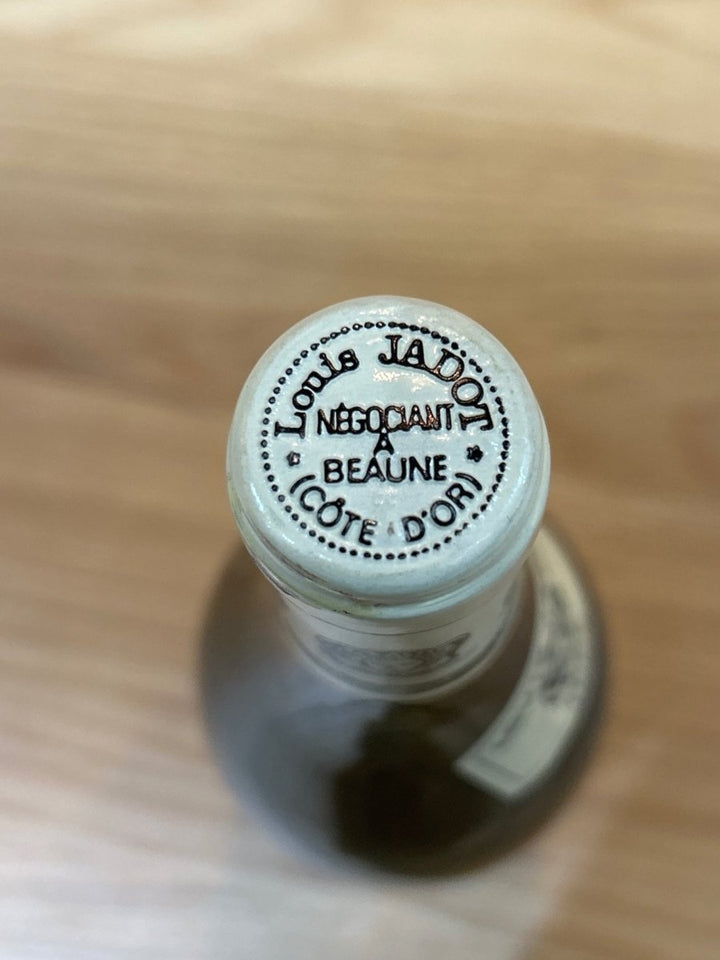 Louis JADOT
NÉGOCIANT
A
BEAUNE
(CÔTE D'OR)